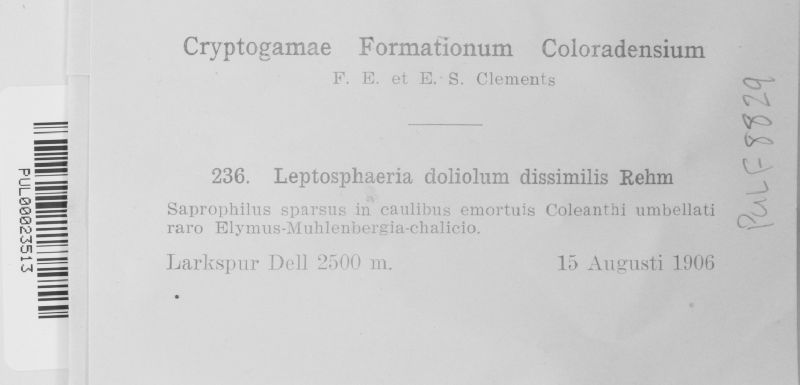 Cryptogamae Formationum Coloradensium
F. E. et E. S. Clements
236. Leptosphaeria doliolum dissimilis Rehm
Saprophilus sparsus in caulibus emortuis Coleanthi umbellati
raro Elymus-Muhlenbergia-chalicio.
Larkspur Dell 2500 m. 15 Augusti 1906
PUL F8829
PUL00023513